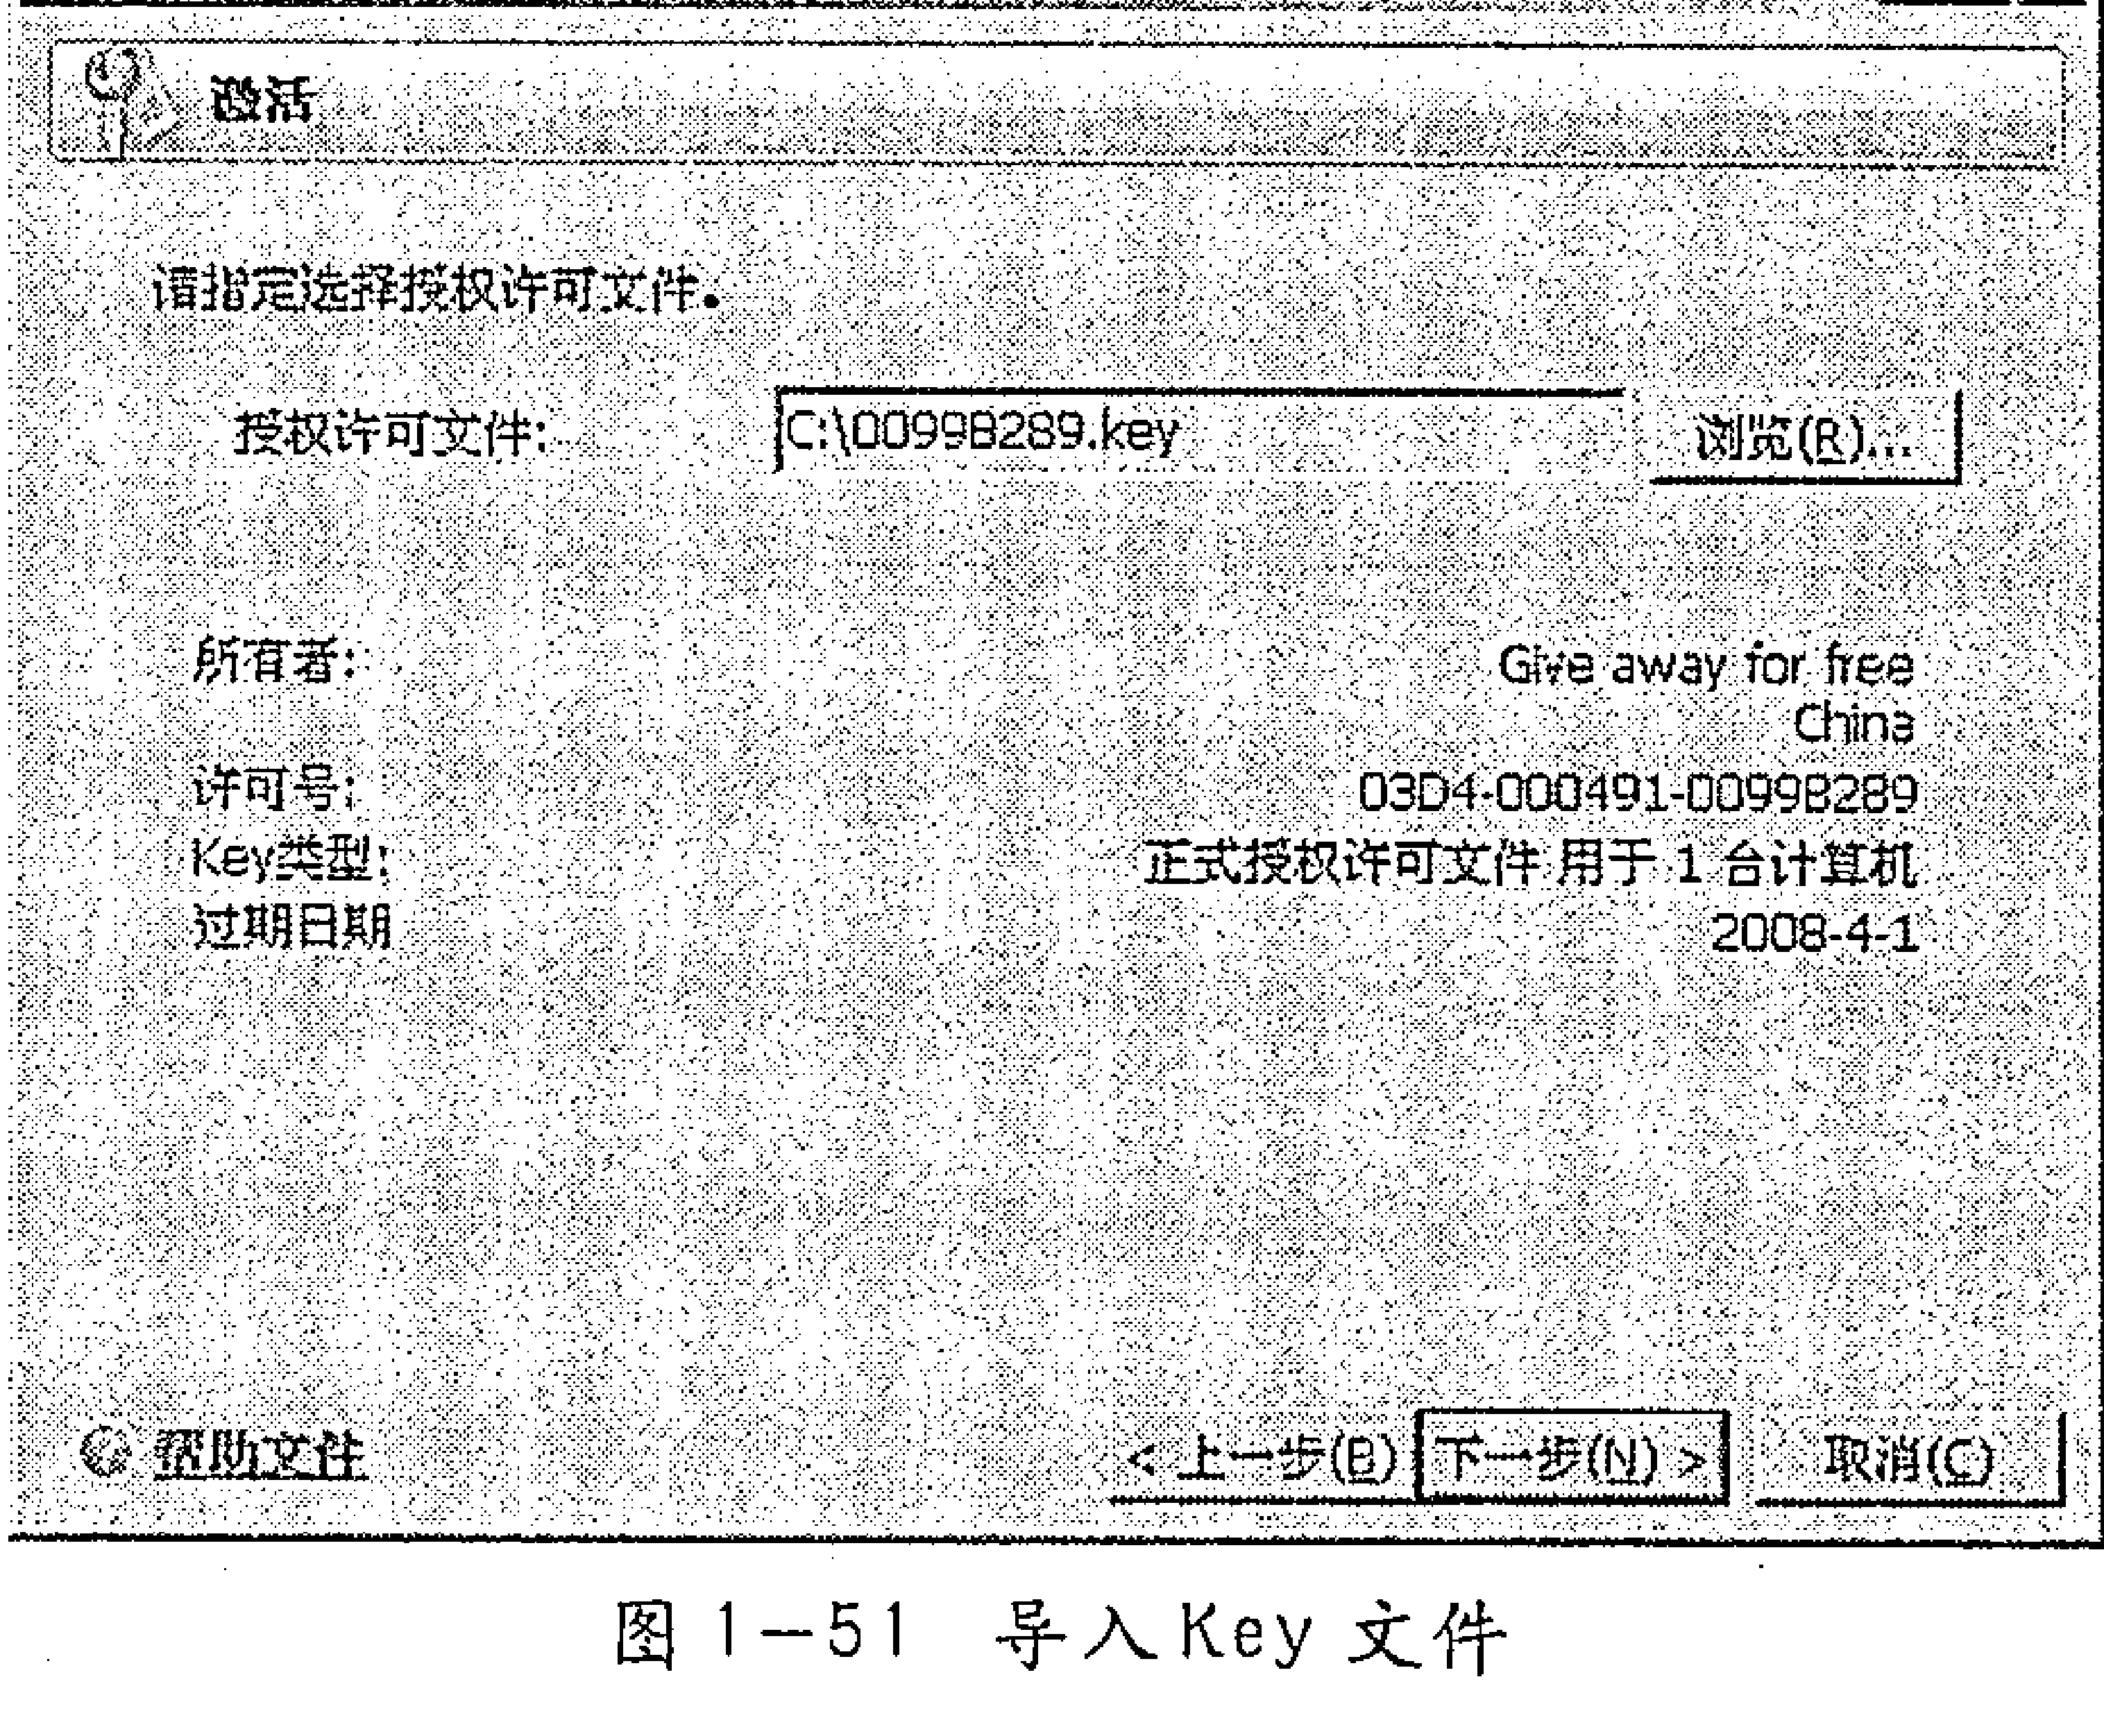 激活
请指定选择授权许可文件。
授权许可文件: C:\00998289.key 浏览(R)...
所有者: Give away for free
China
许可号: 03D4-000491-00998289
Key类型: 正式授权许可文件 用于 1 台计算机
过期日期 2008-4-1
帮助文件 < 上一步(B) 下一步(N) > 取消(C)
图 1-51 导入Key 文件